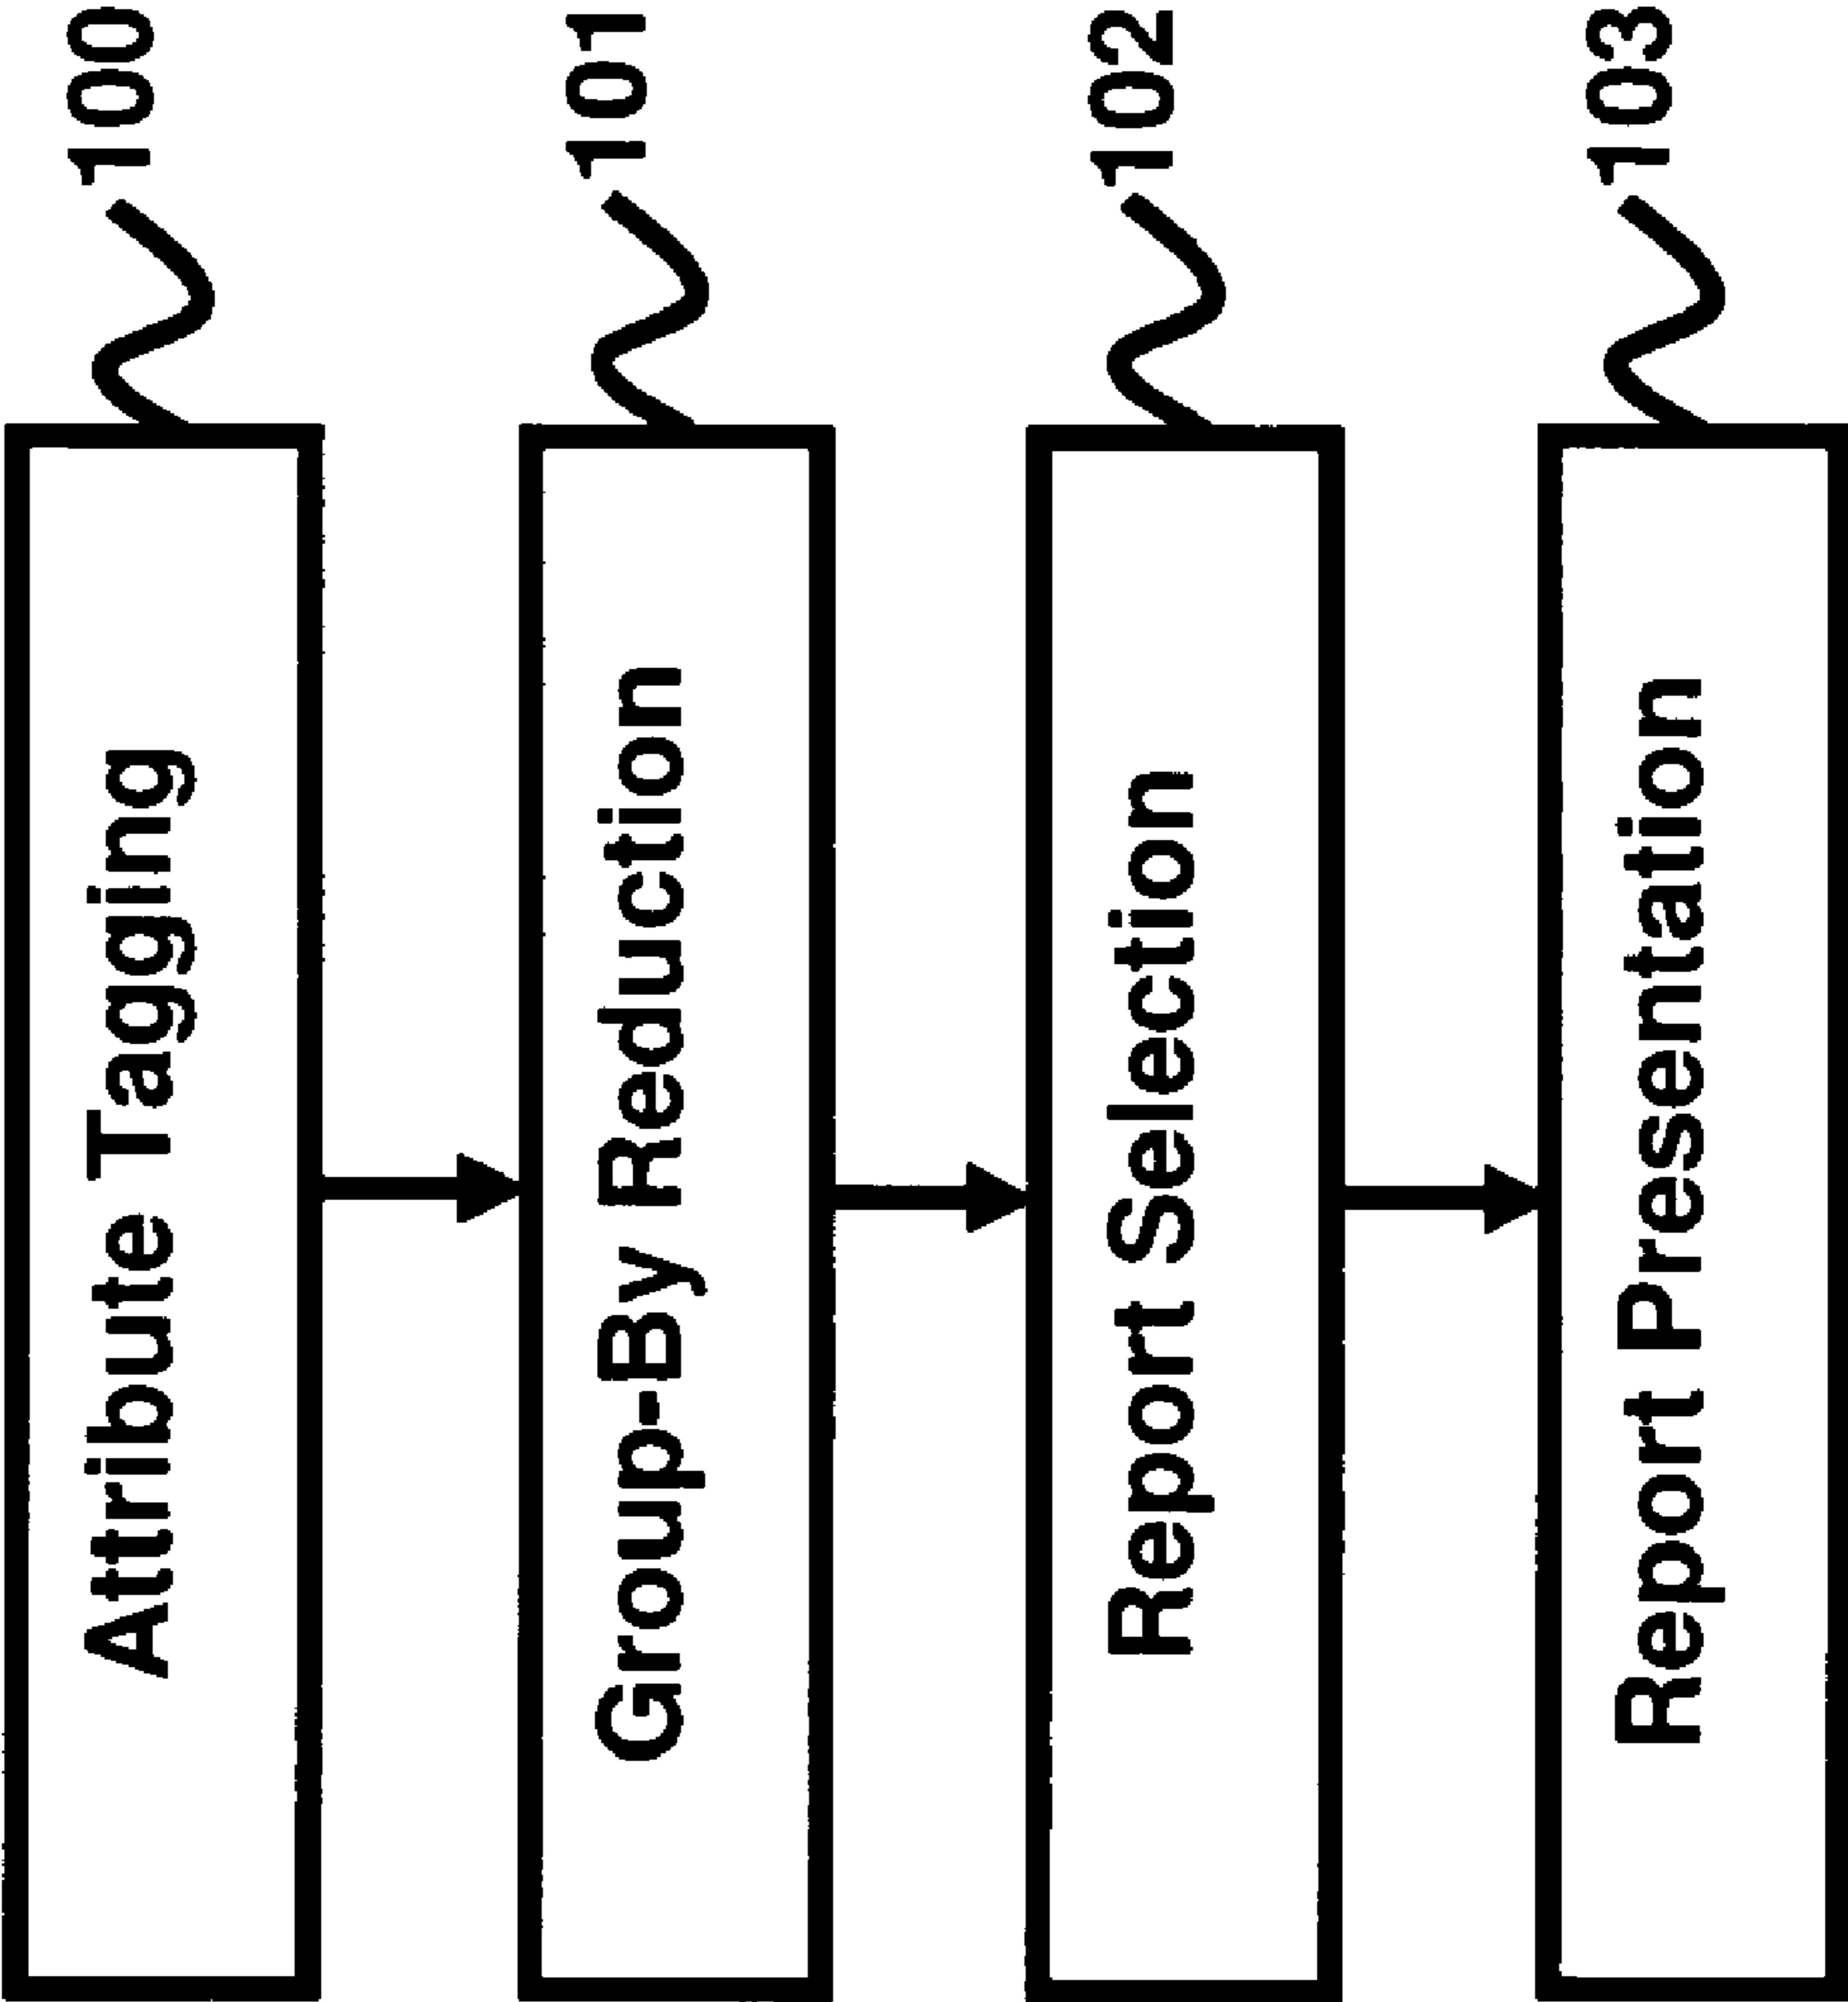 Attribute Tagging 100
Group-By Reduction 101
Report Selection 102
Report Presentation 103